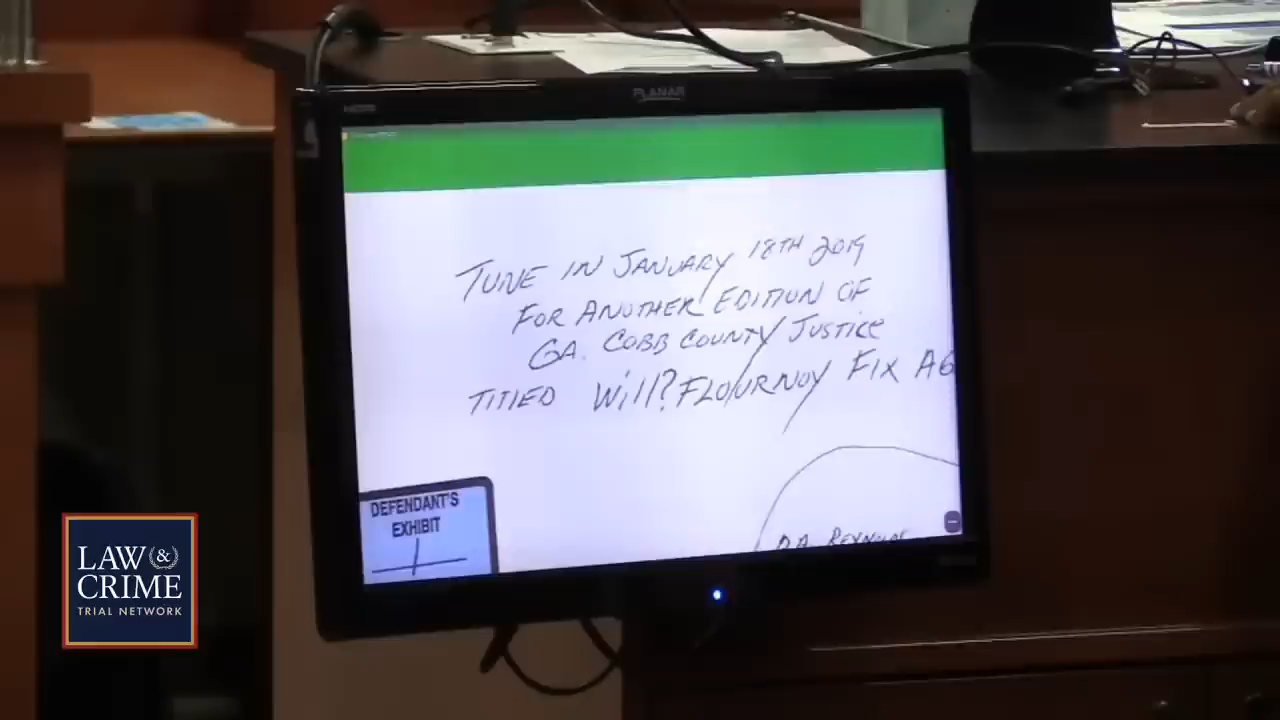 PLANAR
TUNE IN JANUARY 18TH 2019
FOR ANOTHER EDITION OF
GA. COBB COUNTY JUSTICE
TITLED Will? FLOURNOY FIX
DEFENDANT'S
EXHIBIT
1
D.A. REYNOLDS
LAW &
CRIME
TRIAL NETWORK